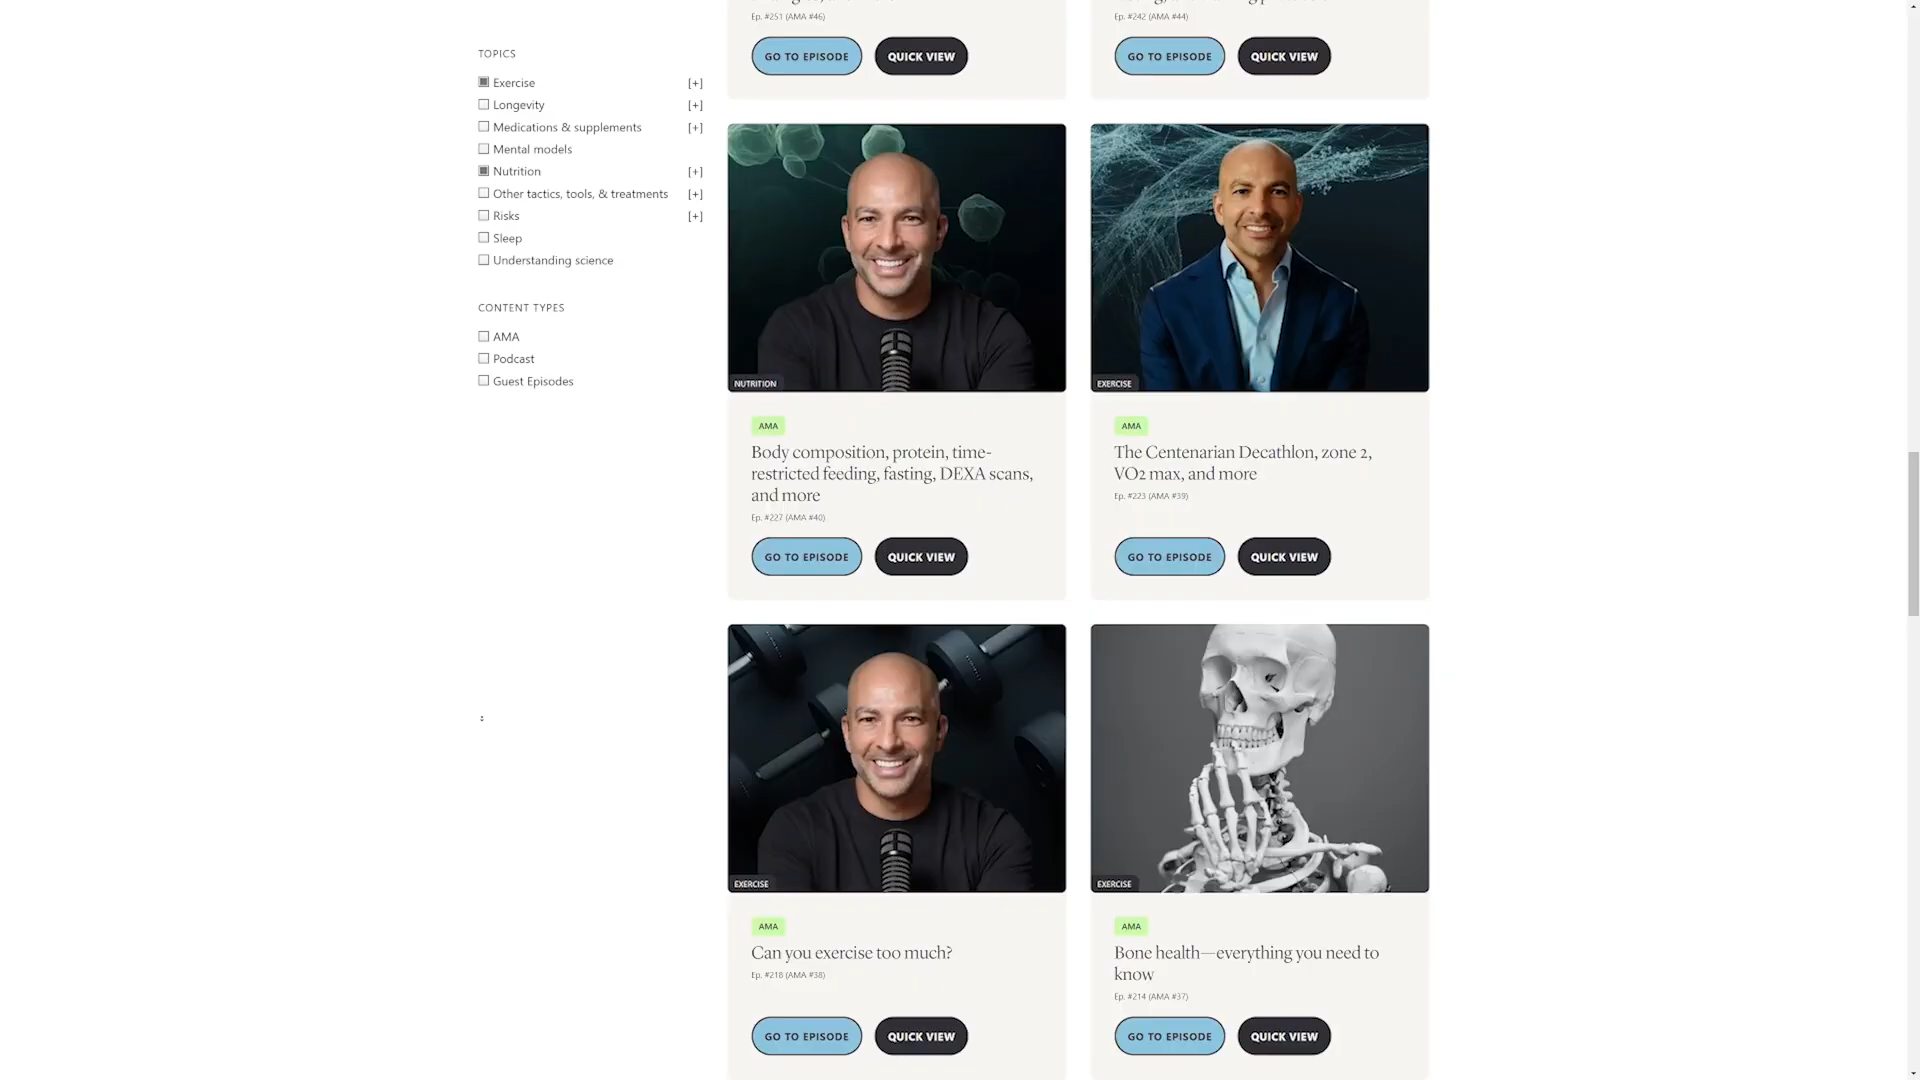 Ep. #251 (AMA #46)
GO TO EPISODE
QUICK VIEW
Ep. #242 (AMA #44)
GO TO EPISODE
QUICK VIEW
TOPICS
Exercise [+]
Longevity [+]
Medications & supplements [+]
Mental models
Nutrition [+]
Other tactics, tools, & treatments [+]
Risks [+]
Sleep
Understanding science
CONTENT TYPES
AMA
Podcast
Guest Episodes
NUTRITION
AMA
Body composition, protein, time-
restricted feeding, fasting, DEXA scans,
and more
Ep. #227 (AMA #40)
GO TO EPISODE
QUICK VIEW
EXERCISE
AMA
The Centenarian Decathlon, zone 2,
VO2 max, and more
Ep. #223 (AMA #39)
GO TO EPISODE
QUICK VIEW
EXERCISE
AMA
Can you exercise too much?
Ep. #218 (AMA #38)
GO TO EPISODE
QUICK VIEW
EXERCISE
AMA
Bone health—everything you need to
know
Ep. #214 (AMA #37)
GO TO EPISODE
QUICK VIEW